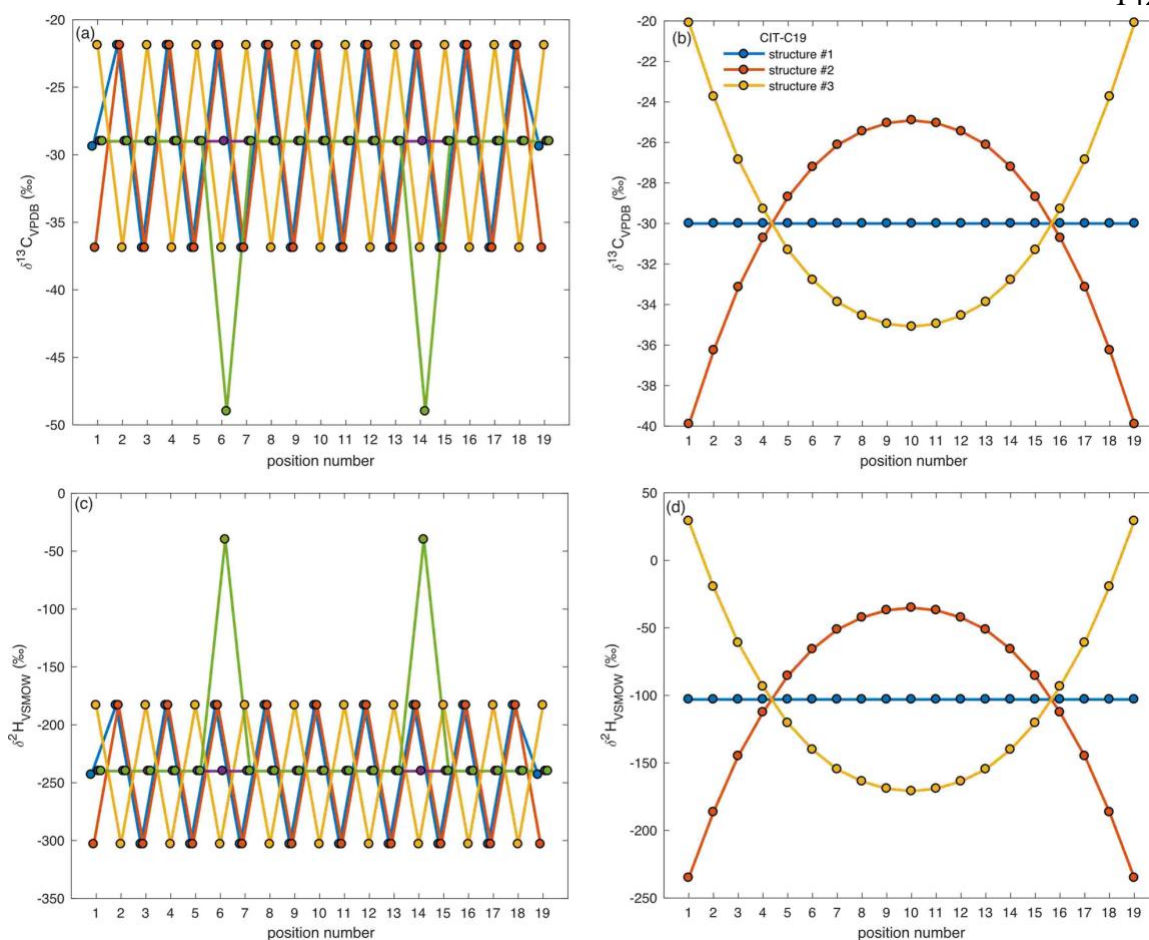 (a)
-20
-25
-30
-35
-40
-45
-50
δ¹³C_VPDB (‰)
1 2 3 4 5 6 7 8 9 10 11 12 13 14 15 16 17 18 19
position number
(b)
CIT-C19
structure #1
structure #2
structure #3
-20
-22
-24
-26
-28
-30
-32
-34
-36
-38
-40
δ¹³C_VPDB (‰)
1 2 3 4 5 6 7 8 9 10 11 12 13 14 15 16 17 18 19
position number
(c)
0
-50
-100
-150
-200
-250
-300
-350
δ²H_VSMOW (‰)
1 2 3 4 5 6 7 8 9 10 11 12 13 14 15 16 17 18 19
position number
(d)
50
0
-50
-100
-150
-200
-250
δ²H_VSMOW (‰)
1 2 3 4 5 6 7 8 9 10 11 12 13 14 15 16 17 18 19
position number